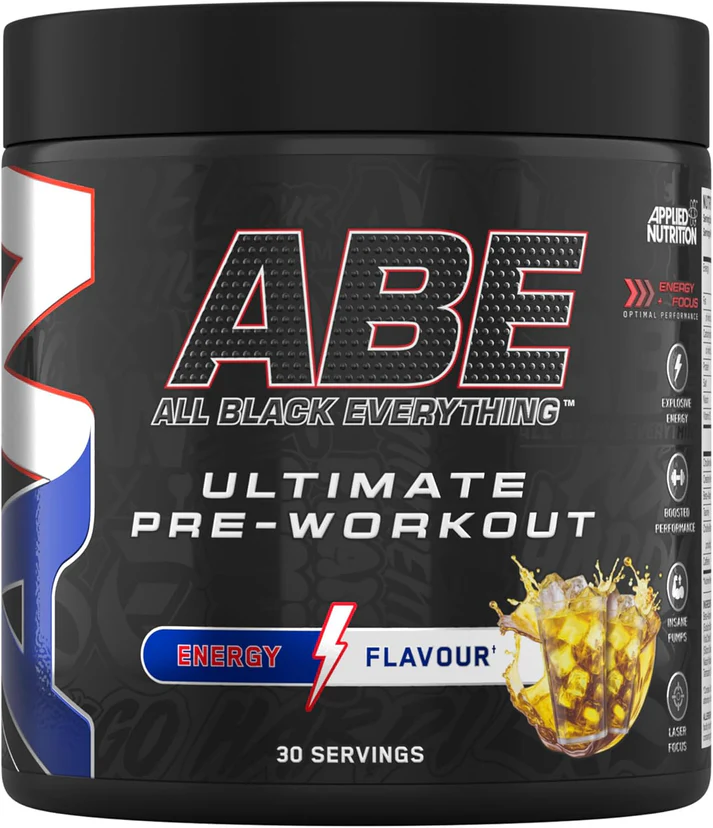 ABE
ALL BLACK EVERYTHING™
ULTIMATE
PRE-WORKOUT
ENERGY FLAVOUR†
30 SERVINGS
APPLIED
NUTRITION
ENERGY
+ FOCUS
OPTIMAL PERFORMANCE
EXPLOSIVE
ENERGY
BOOSTED
PERFORMANCE
INSANE
PUMPS
LASER
FOCUS